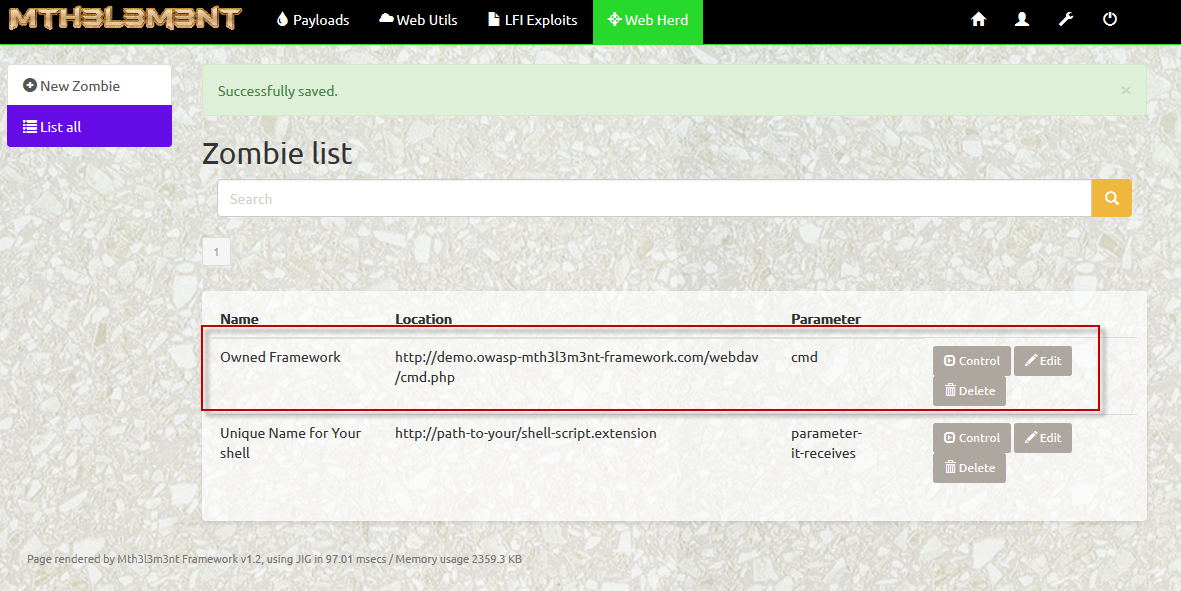 MTH3L3M3NT Payloads Web Utils LFI Exploits Web Herd
New Zombie
List all
Successfully saved. ×
Zombie list
Search
1
Name Location Parameter
Owned Framework http://demo.owasp-mth3l3m3nt-framework.com/webdav cmd Control Edit
/cmd.php Delete
Unique Name for Your http://path-to-your/shell-script.extension parameter- Control Edit
shell it-receives Delete
Page rendered by Mth3l3m3nt Framework v1.2, using JIG in 97.01 msecs / Memory usage 2359.3 KB